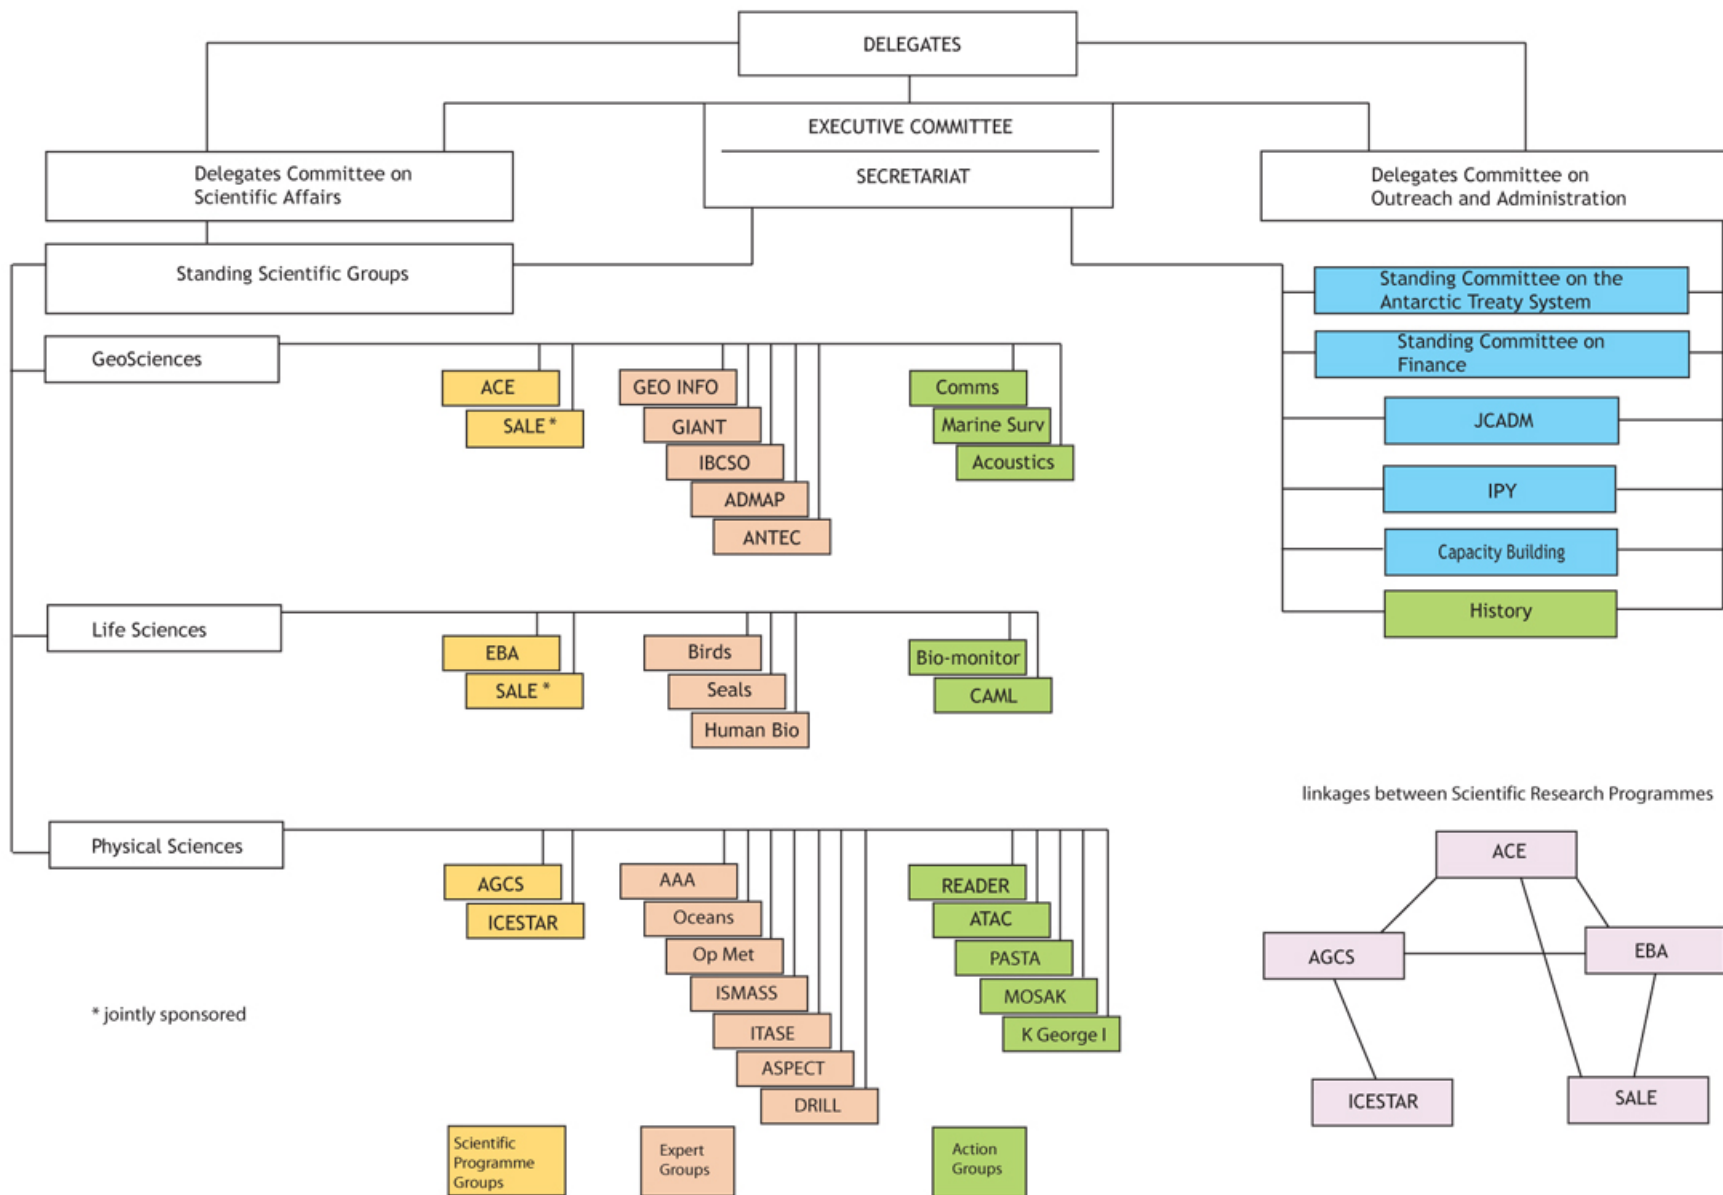 DELEGATES
EXECUTIVE COMMITTEE
SECRETARIAT
Delegates Committee on
Scientific Affairs
Delegates Committee on
Outreach and Administration
Standing Scientific Groups
Standing Committee on the
Antarctic Treaty System
Standing Committee on
Finance
JCADM
IPY
Capacity Building
History
GeoSciences
ACE
SALE *
GEO INFO
GIANT
IBCSO
ADMAP
ANTEC
Comms
Marine Surv
Acoustics
Life Sciences
EBA
SALE *
Birds
Seals
Human Bio
Bio-monitor
CAML
Physical Sciences
AGCS
ICESTAR
AAA
Oceans
Op Met
ISMASS
ITASE
ASPECT
DRILL
READER
ATAC
PASTA
MOSAK
K George I
linkages between Scientific Research Programmes
ACE
AGCS
EBA
ICESTAR
SALE
* jointly sponsored
Scientific
Programme
Groups
Expert
Groups
Action
Groups